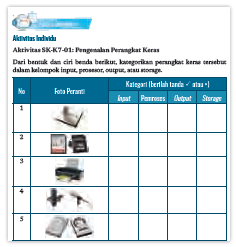 Aktivitas Individu
Aktivitas SK-K7-01: Pengenalan Perangkat Keras
Dari bentuk dan ciri benda berikut, kategorikan perangkat keras tersebut
dalam kelompok input, prosesor, output, atau storage.
No Foto Peranti Kategori (berilah tanda ✓ atau •)
Input Pemroses Output Storage
1
2
3
4
5